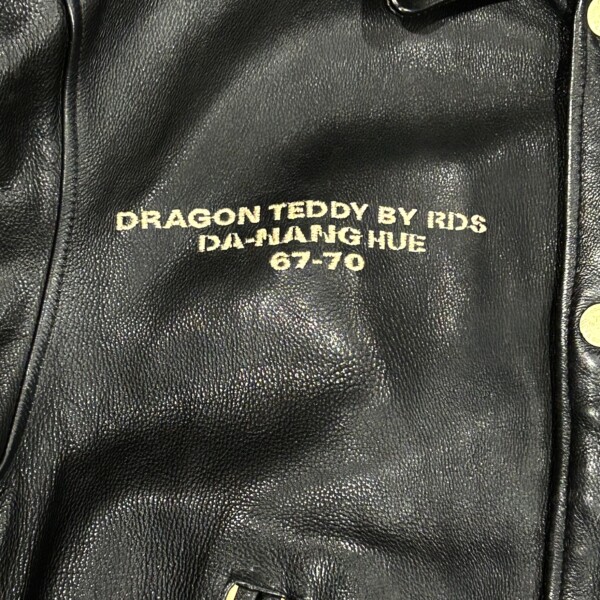 DRAGON TEDDY BY RDS
DA-NANG HUE
67-70